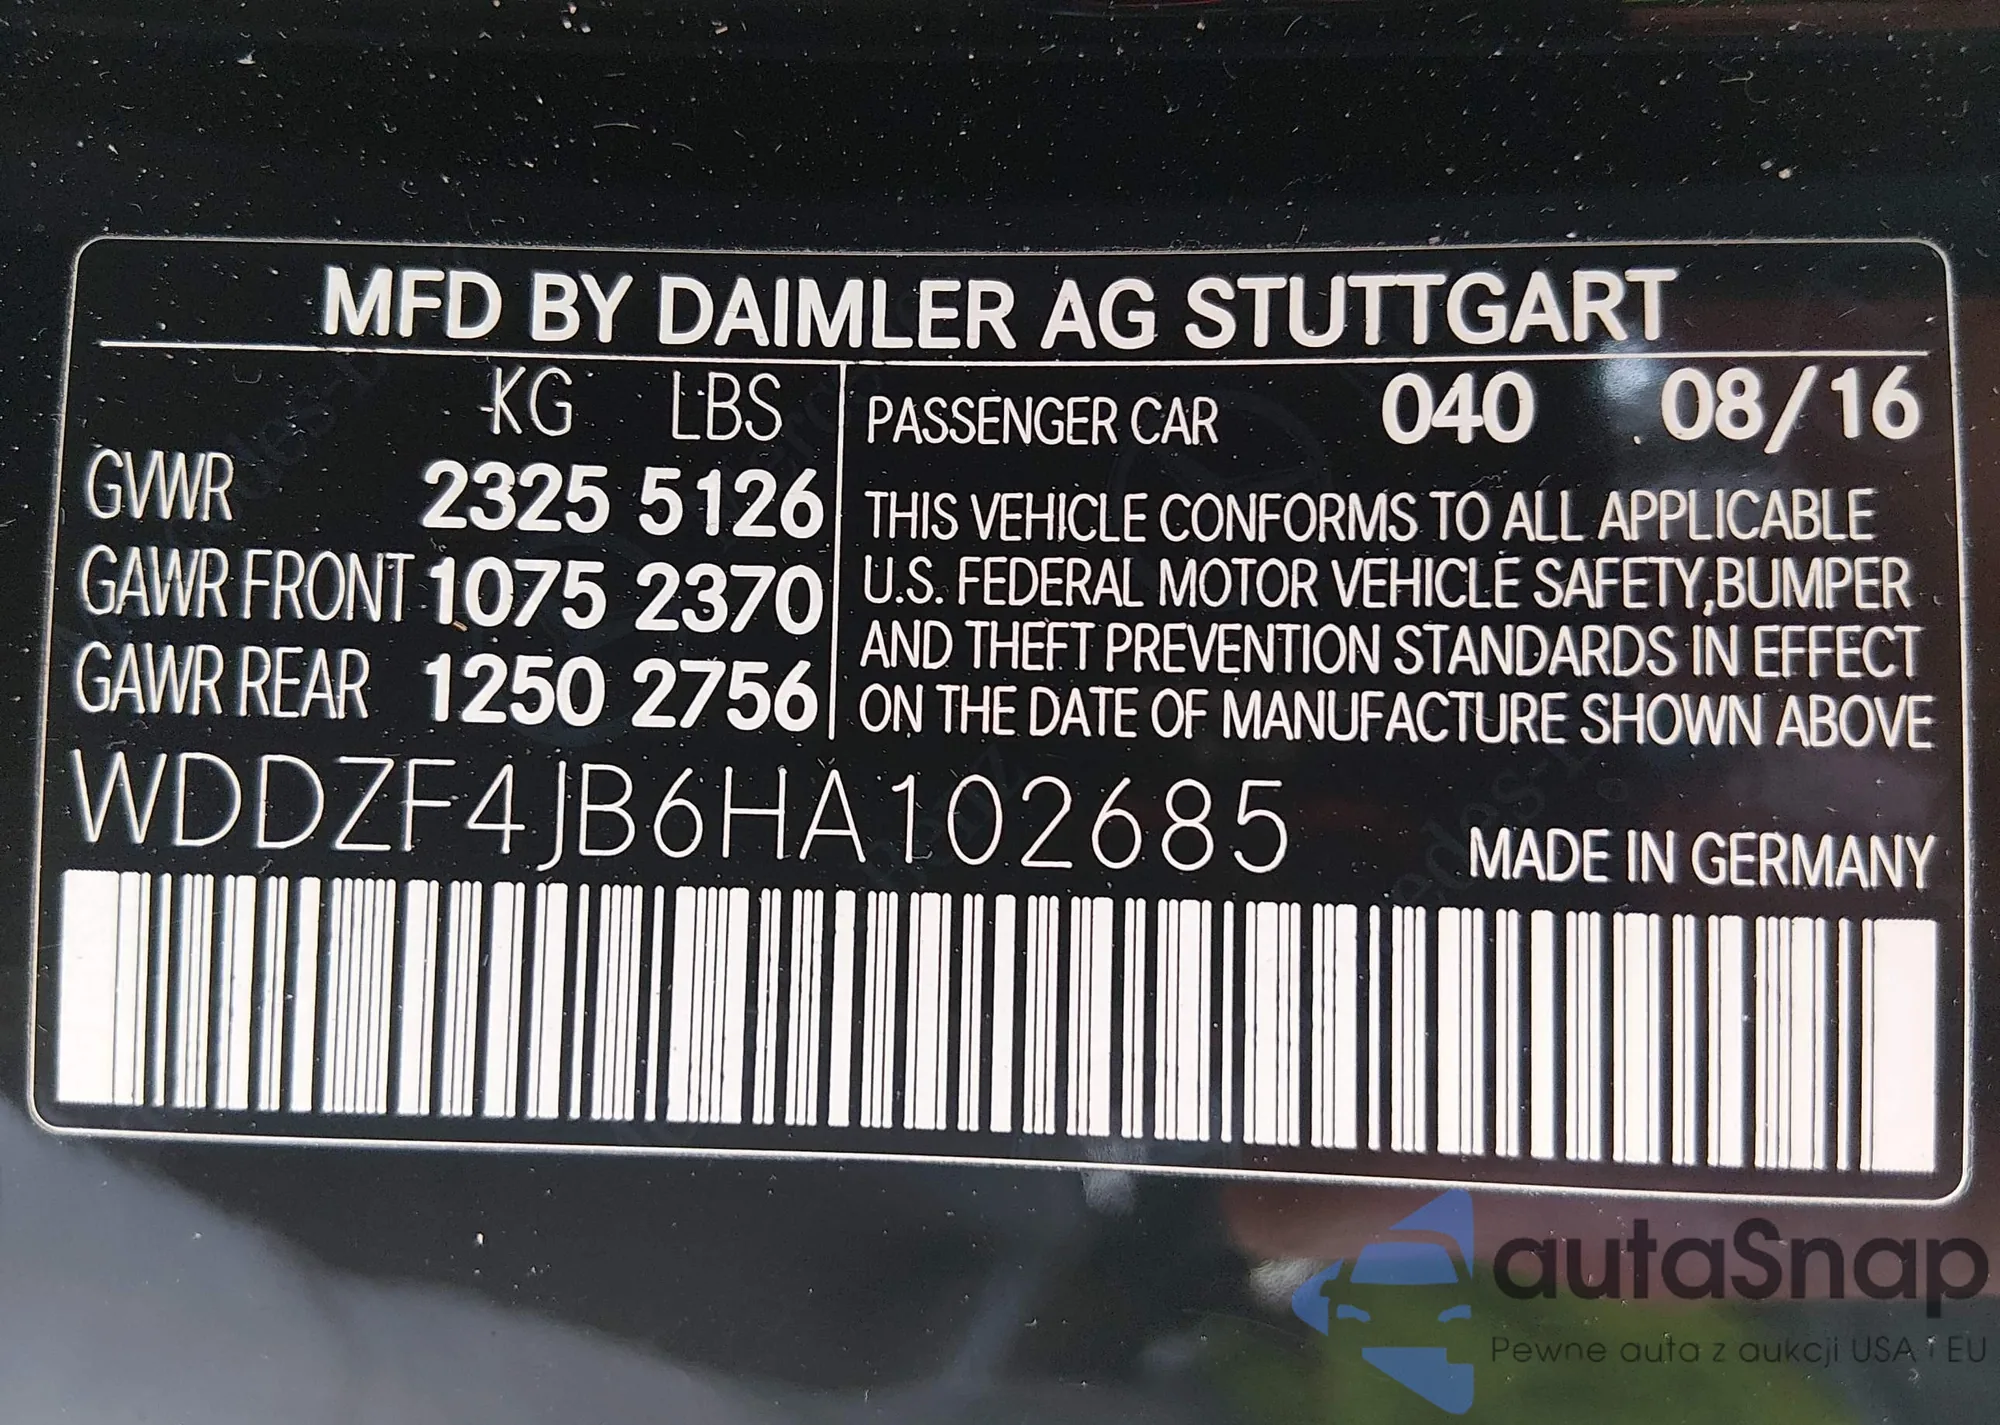 MFD BY DAIMLER AG STUTTGART
KG LBS
GVWR 2325 5126
GAWR FRONT 1075 2370
GAWR REAR 1250 2756
PASSENGER CAR 040 08/16
THIS VEHICLE CONFORMS TO ALL APPLICABLE
U.S. FEDERAL MOTOR VEHICLE SAFETY,BUMPER
AND THEFT PREVENTION STANDARDS IN EFFECT
ON THE DATE OF MANUFACTURE SHOWN ABOVE
WDDZF4JB6HA102685
MADE IN GERMANY
autaSnap
Pewne auta z aukcji USA i EU